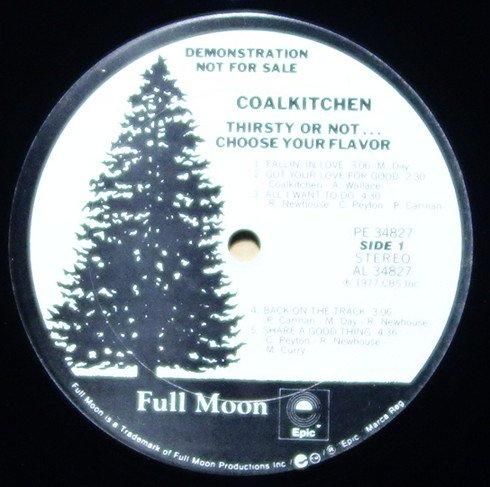 DEMONSTRATION
NOT FOR SALE
COALKITCHEN
THIRSTY OR NOT...
CHOOSE YOUR FLAVOR
1. FALLIN' IN LOVE 3:06 M. Day
2. GOT YOUR LOVE FOR GOOD 2:30
Coalkitchen - A. Wallace
3. ALL I WANT TO DO 4:30
R. Newhouse C. Peyton P. Carman
PE 34827
SIDE 1
STEREO
AL 34827
℗ 1977 CBS Inc.
4. BACK ON THE TRACK 3:06
P. Carman - M. Day - R. Newhouse
5. SHARE A GOOD THING 4:36
C. Peyton - R. Newhouse
M. Curry
Full Moon
Epic
Full Moon is a Trademark of Full Moon Productions Inc / ® "Epic" Marca Reg.